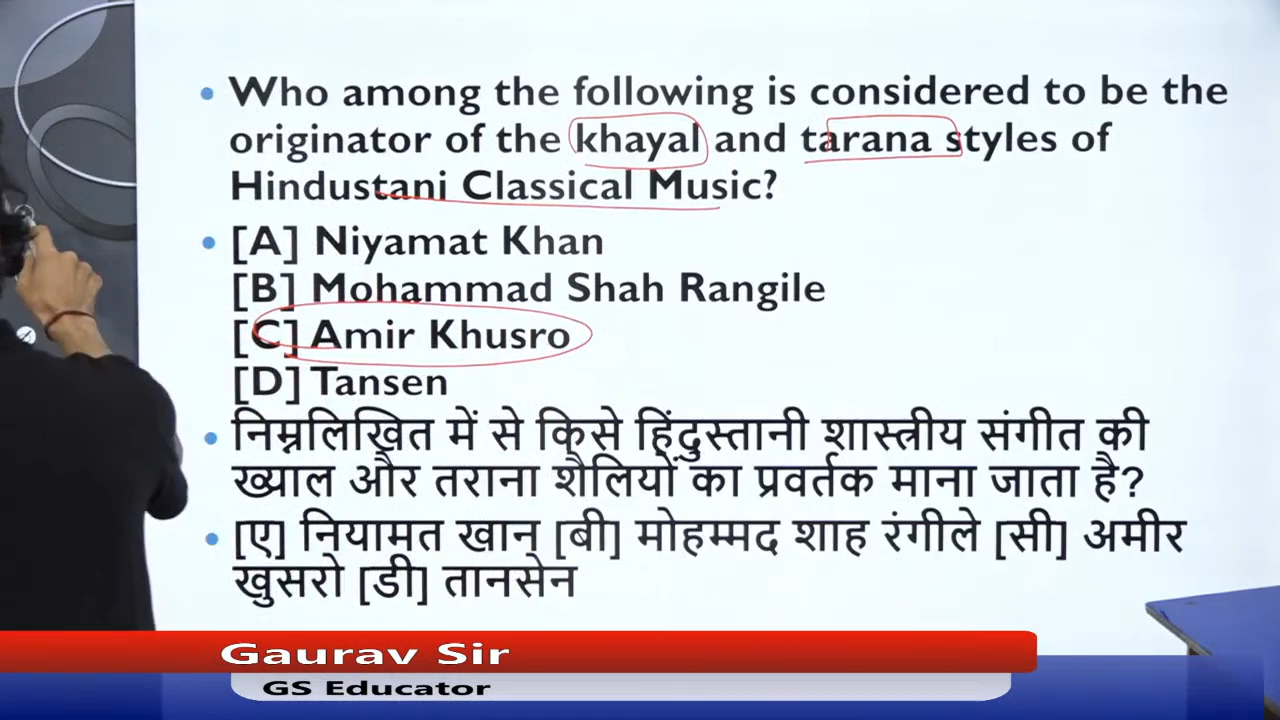 Who among the following is considered to be the
originator of the khayal and tarana styles of
Hindustani Classical Music?
[A] Niyamat Khan
[B] Mohammad Shah Rangile
[C] Amir Khusro
[D] Tansen
निम्नलिखित में से किसे हिंदुस्तानी शास्त्रीय संगीत की
ख्याल और तराना शैलियों का प्रवर्तक माना जाता है?
[ए] नियामत खान [बी] मोहम्मद शाह रंगीले [सी] अमीर
खुसरो [डी] तानसेन
Gaurav Sir
GS Educator